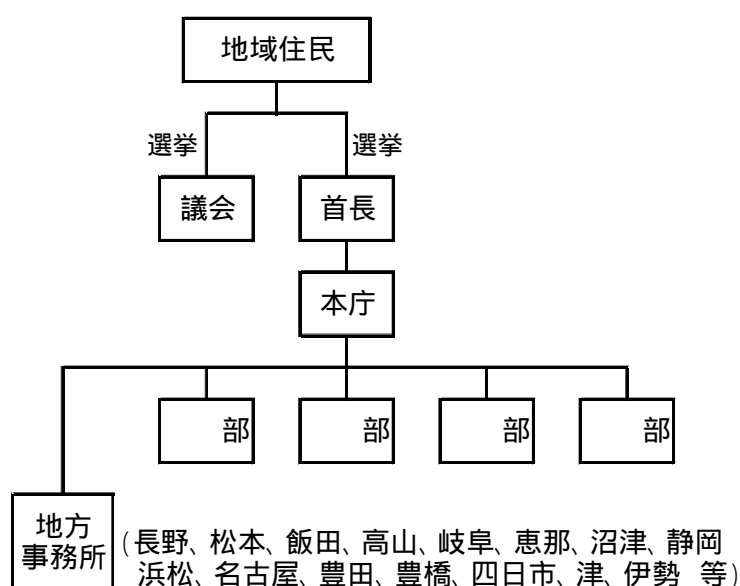 地域住民
選挙
選挙
議会
首長
本庁
部
部
部
部
地方
事務所
(長野、松本、飯田、高山、岐阜、恵那、沼津、静岡
浜松、名古屋、豊田、豊橋、四日市、津、伊勢 等)